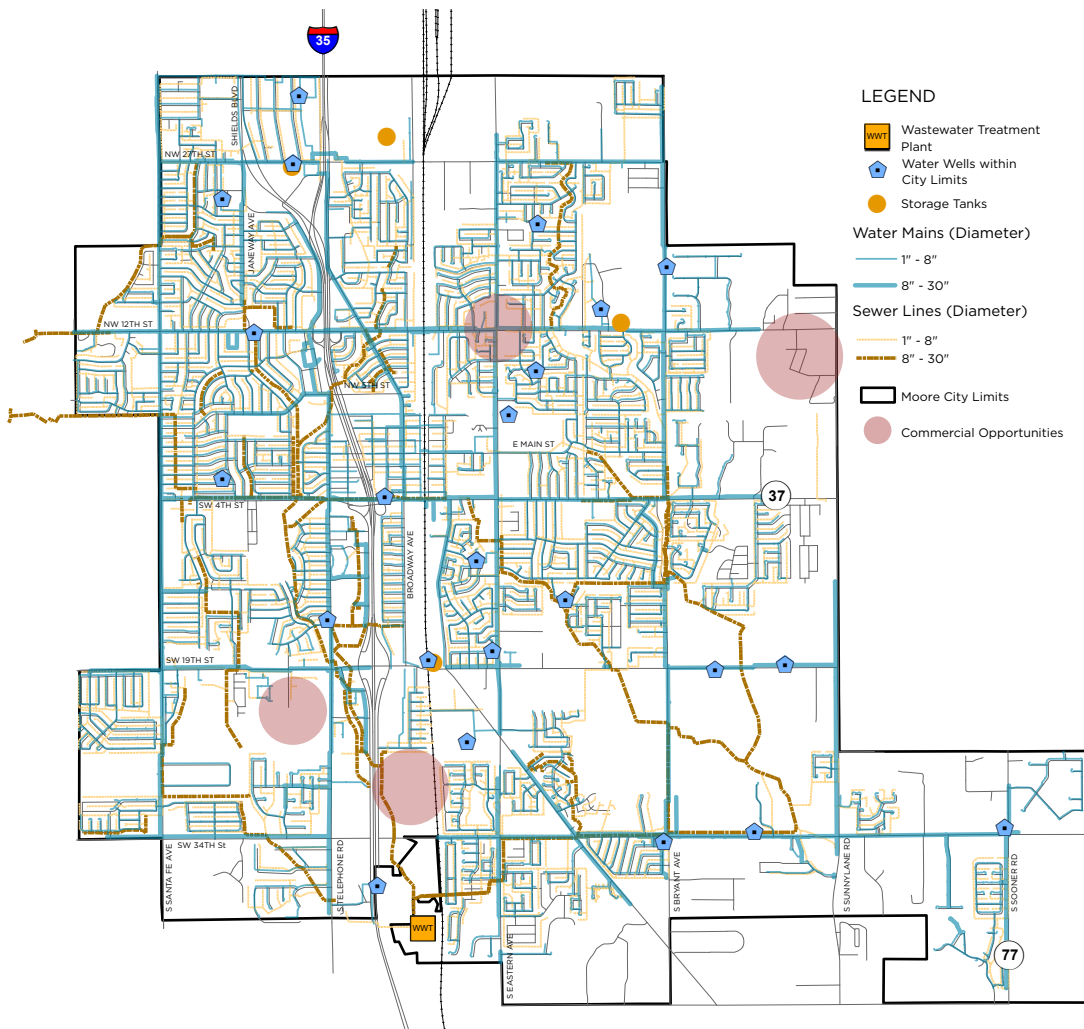 35
SHIELDS BLVD
NW 27TH ST
JANEWAY AVE
NW 12TH ST
NW 5TH ST
E MAIN ST
SW 4TH ST
37
BROADWAY AVE
SW 19TH ST
SW 34TH St
S SANTA FE AVE
S TELEPHONE RD
S EASTERN AVE
S BRYANT AVE
S SUNNYLANE RD
S SOONER RD
WWT
77
LEGEND
WWT
Wastewater Treatment
Plant
Water Wells within
City Limits
Storage Tanks
Water Mains (Diameter)
1" - 8"
8" - 30"
Sewer Lines (Diameter)
1" - 8"
8" - 30"
Moore City Limits
Commercial Opportunities